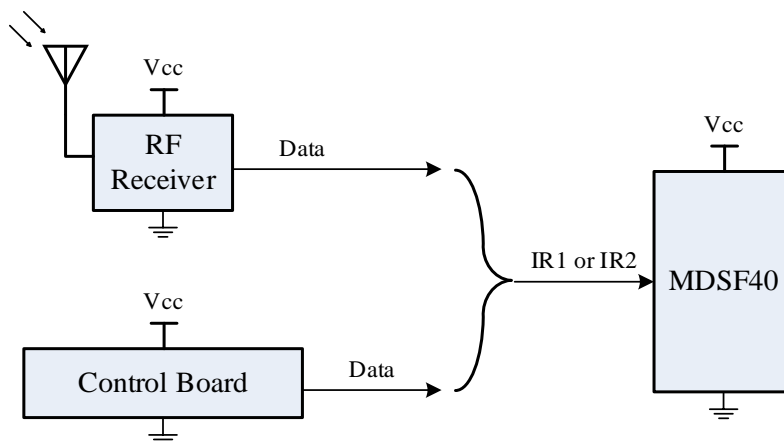 Vcc
RF
Receiver
Data
Vcc
IR1 or IR2
MDSF40
Vcc
Control Board
Data